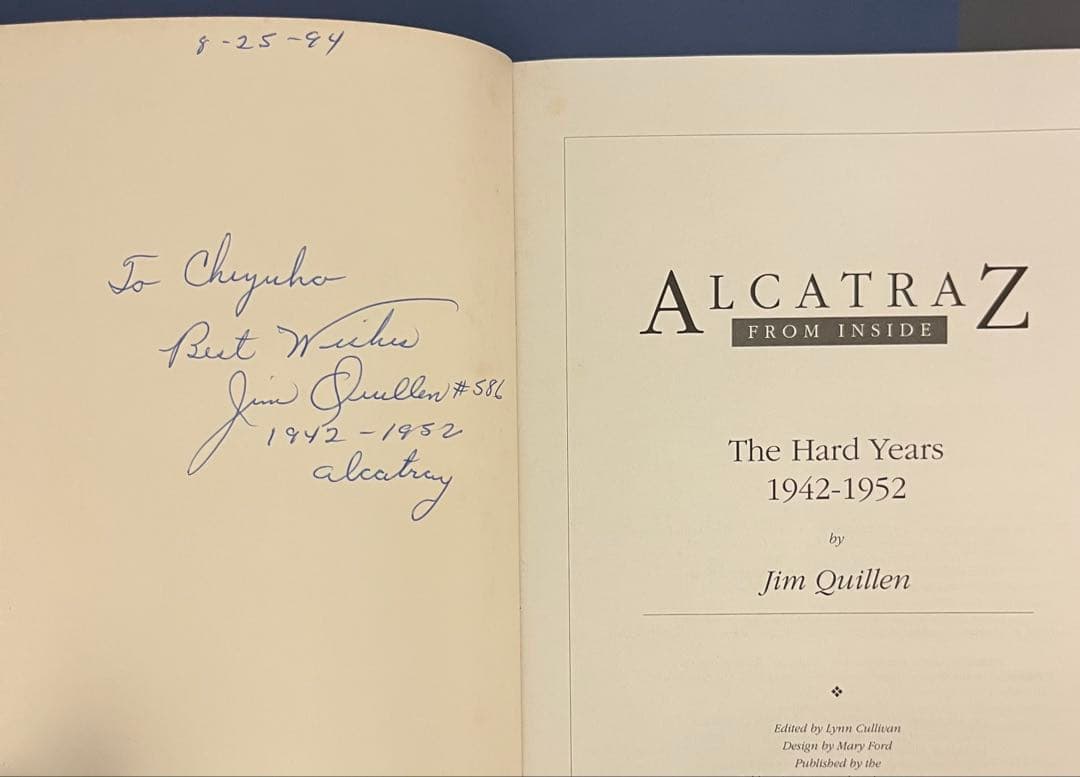 8-25-94
To Cheyuho
Best Wishes
Jim Quillen #586
1942-1952
alcatraz
ALCATRAZ
FROM INSIDE
The Hard Years
1942-1952
by
Jim Quillen
Edited by Lynn Cullivan
Design by Mary Ford
Published by the